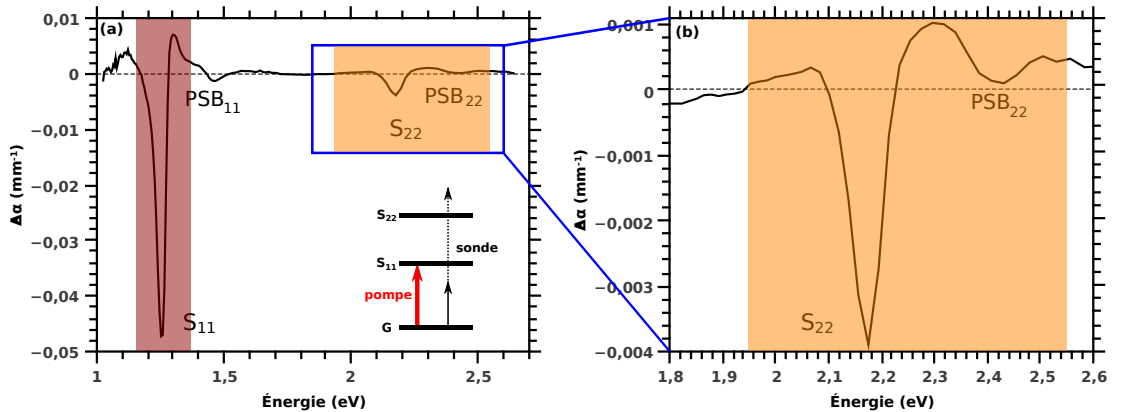 (a)
0,01
0
−0,01
−0,02
−0,03
−0,04
−0,05
Δα (mm⁻¹)
1
1,5
2
2,5
Énergie (eV)
PSB₁₁
S₁₁
PSB₂₂
S₂₂
S₂₂
sonde
S₁₁
pompe
G
(b)
0,001
0
−0,001
−0,002
−0,003
−0,004
Δα (mm⁻¹)
1,8
1,9
2
2,1
2,2
2,3
2,4
2,5
2,6
Énergie (eV)
PSB₂₂
S₂₂